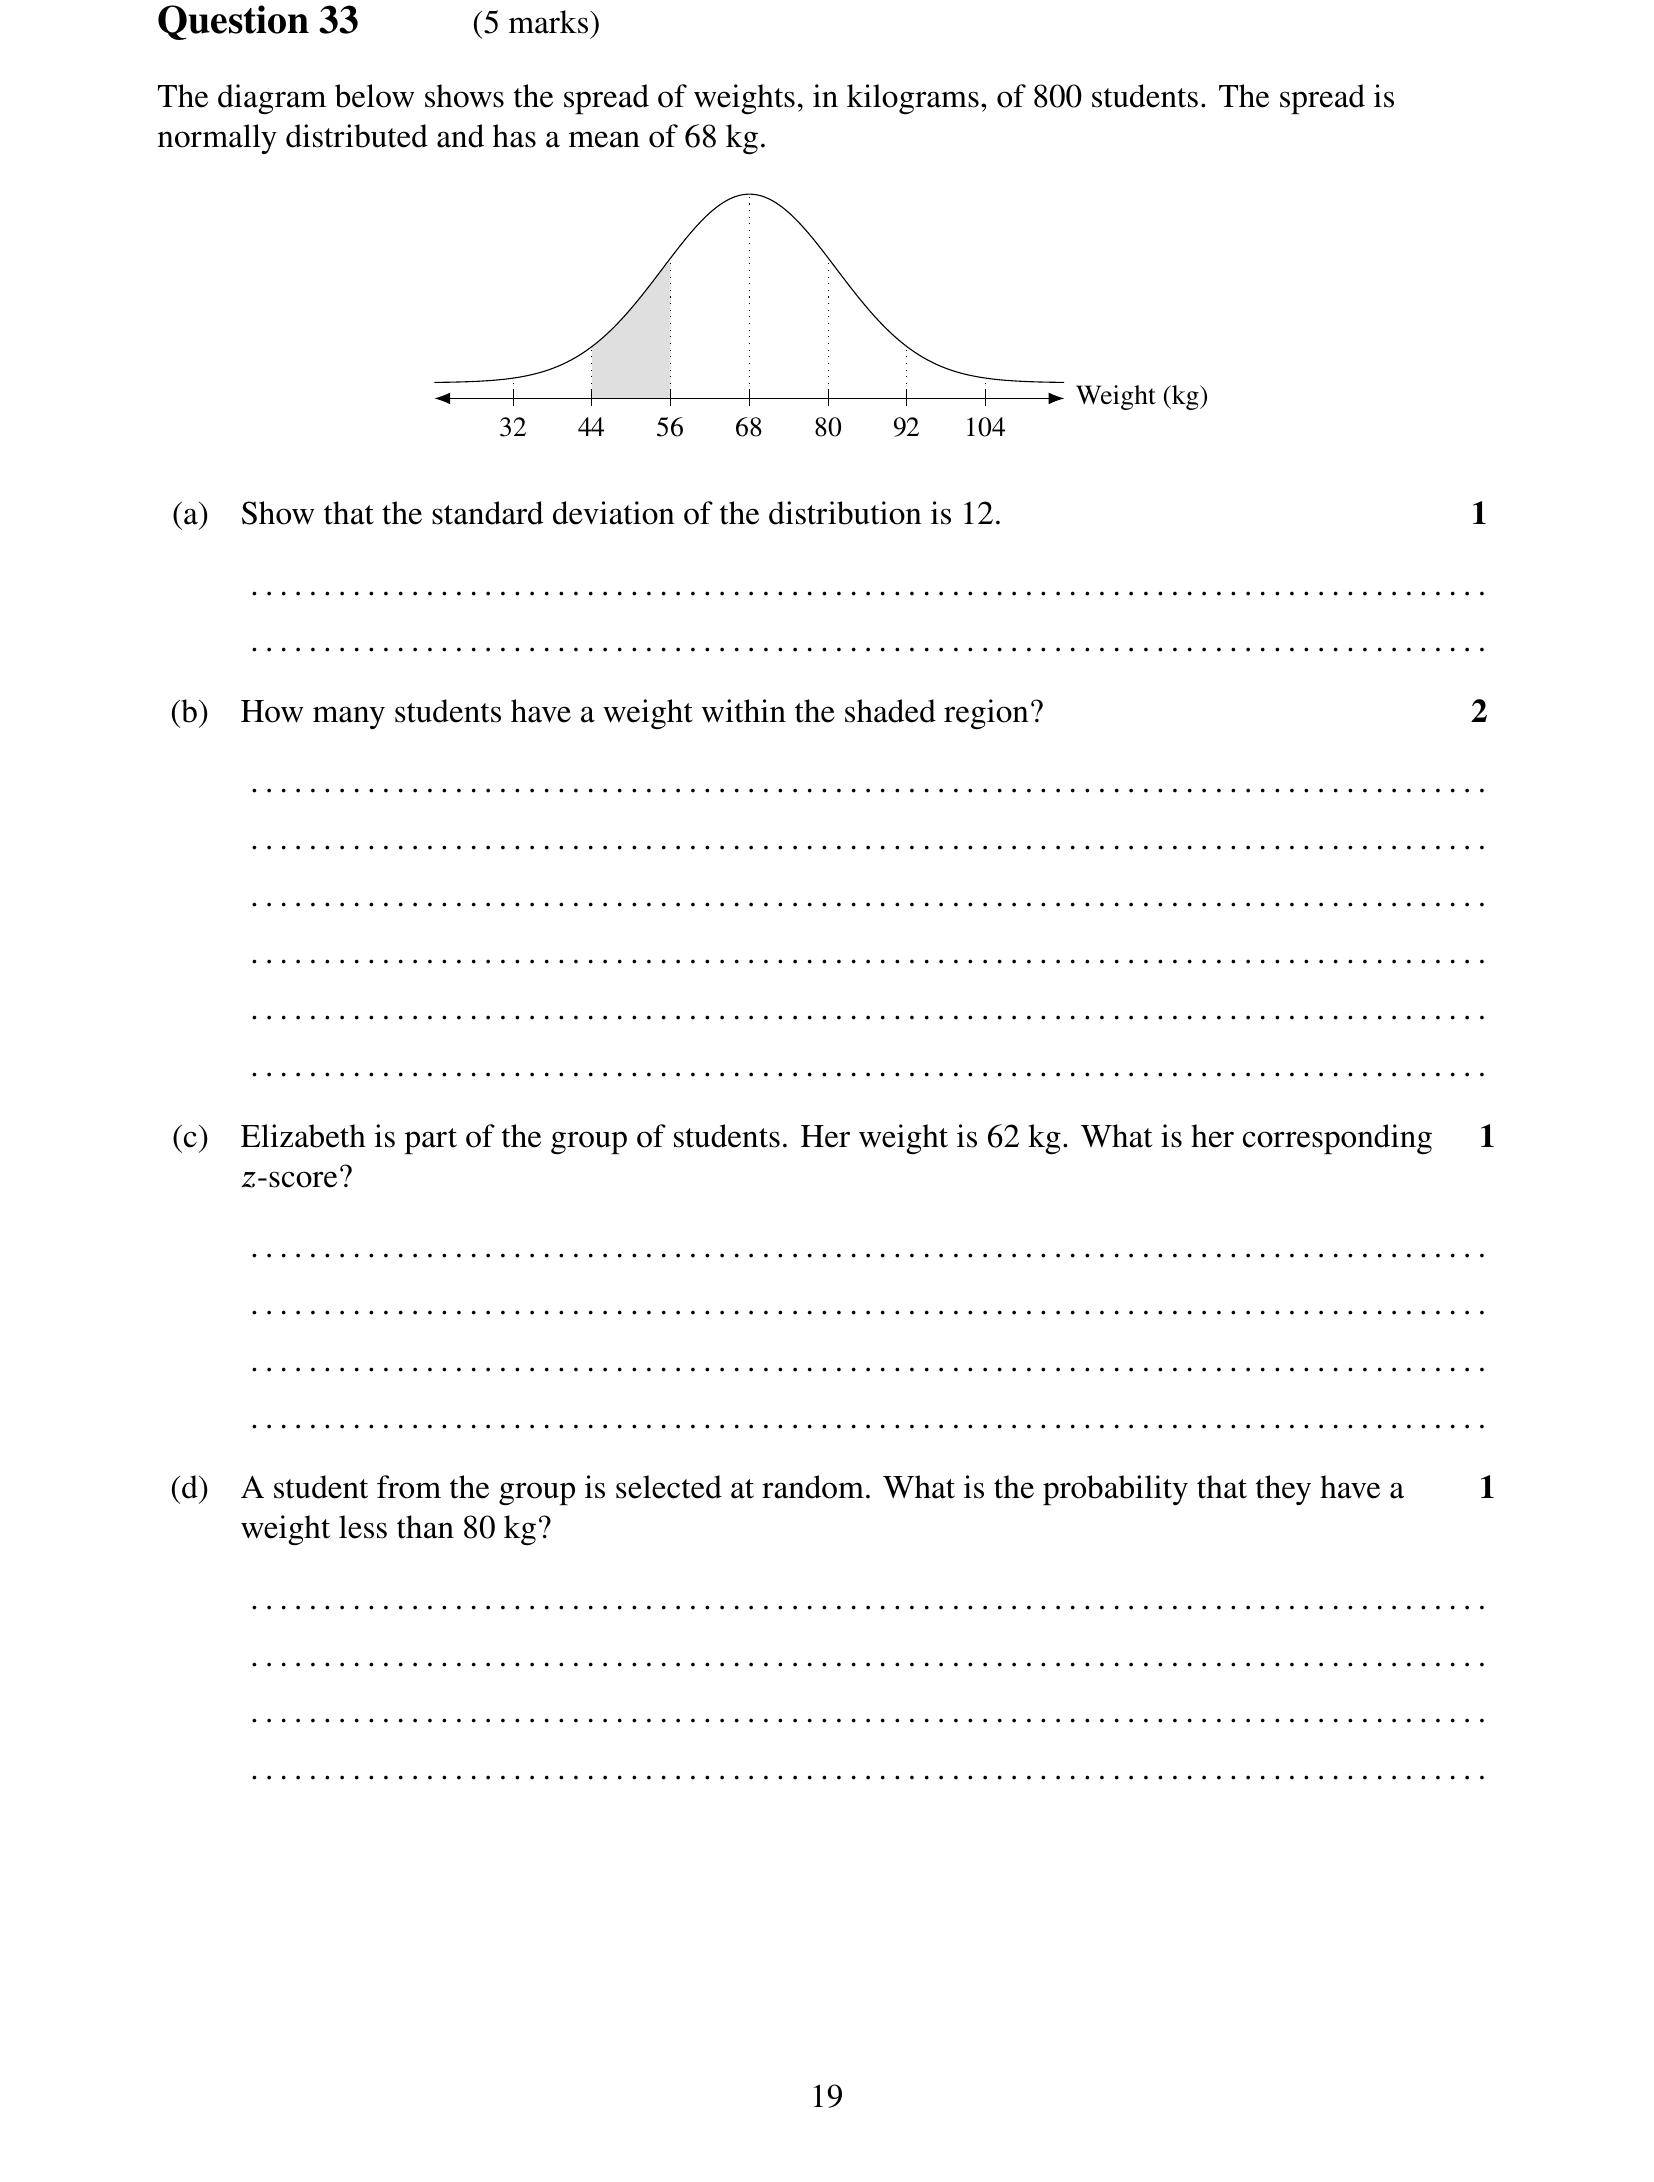 Question 33 (5 marks)
The diagram below shows the spread of weights, in kilograms, of 800 students. The spread is
normally distributed and has a mean of 68 kg.
Weight (kg)
32 44 56 68 80 92 104
(a) Show that the standard deviation of the distribution is 12. 1
(b) How many students have a weight within the shaded region? 2
(c) Elizabeth is part of the group of students. Her weight is 62 kg. What is her corresponding 1
z-score?
(d) A student from the group is selected at random. What is the probability that they have a 1
weight less than 80 kg?
19